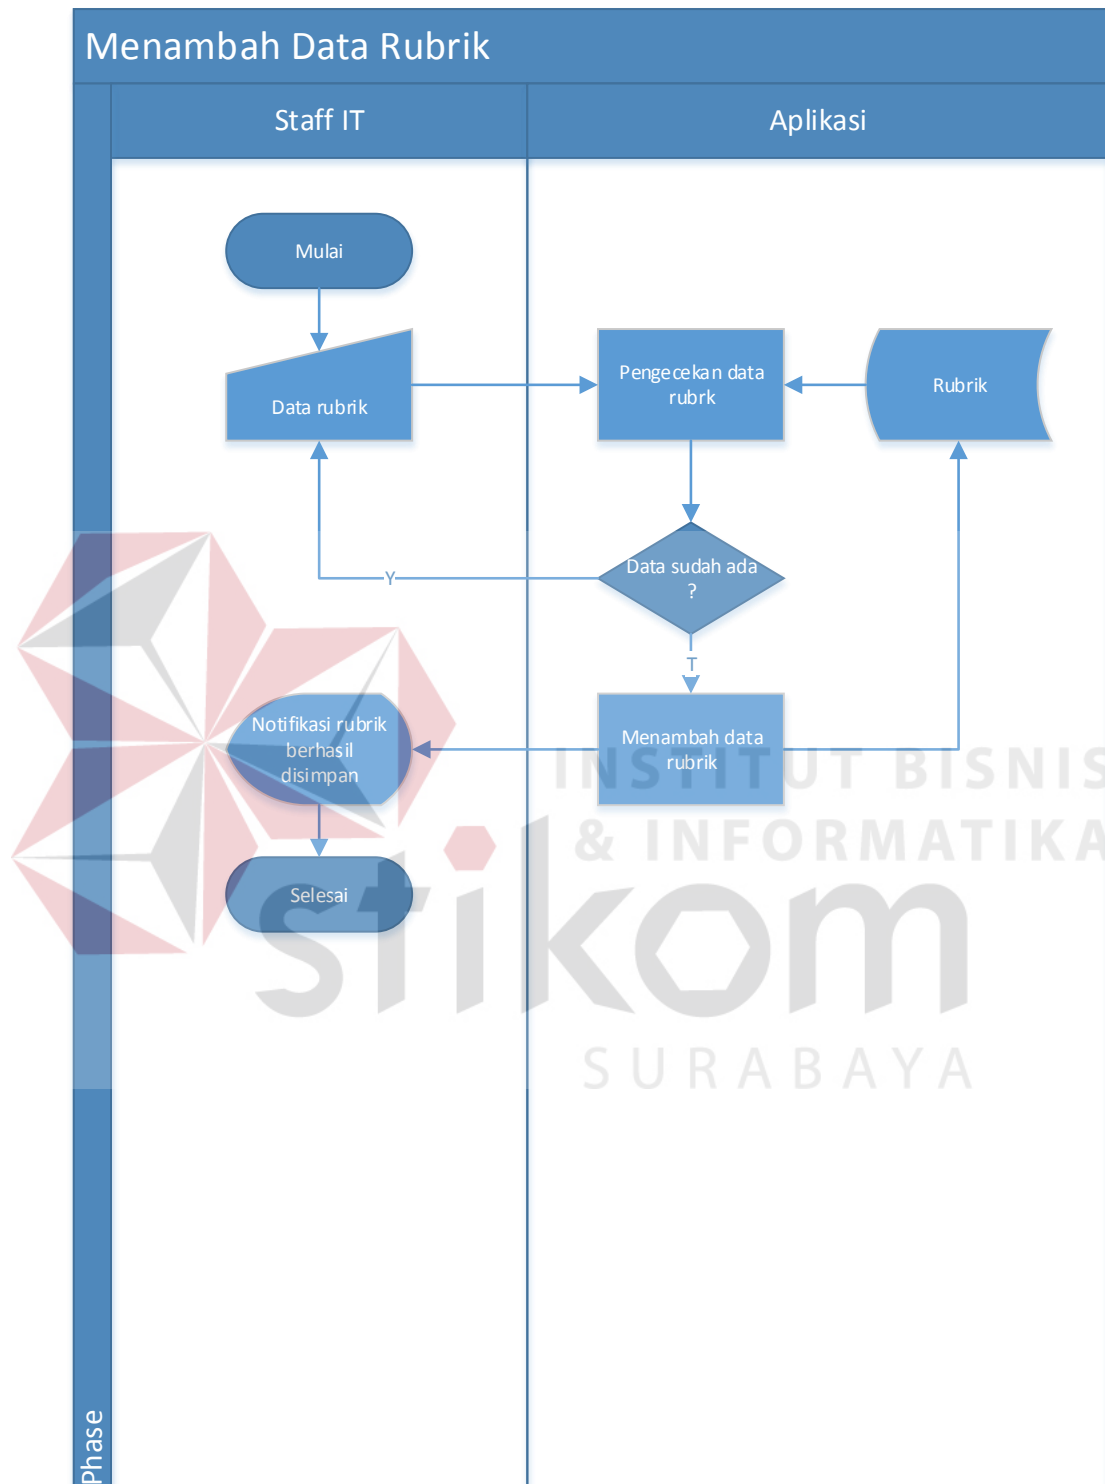 Menambah Data Rubrik
Staff IT
Aplikasi
Mulai
Data rubrik
Pengecekan data
rubrk
Rubrik
Data sudah ada
?
Y
T
Notifikasi rubrik
berhasil
disimpan
Menambah data
rubrik
Selesai
INSTITUT BISNIS
& INFORMATIKA
stikom
SURABAYA
Phase